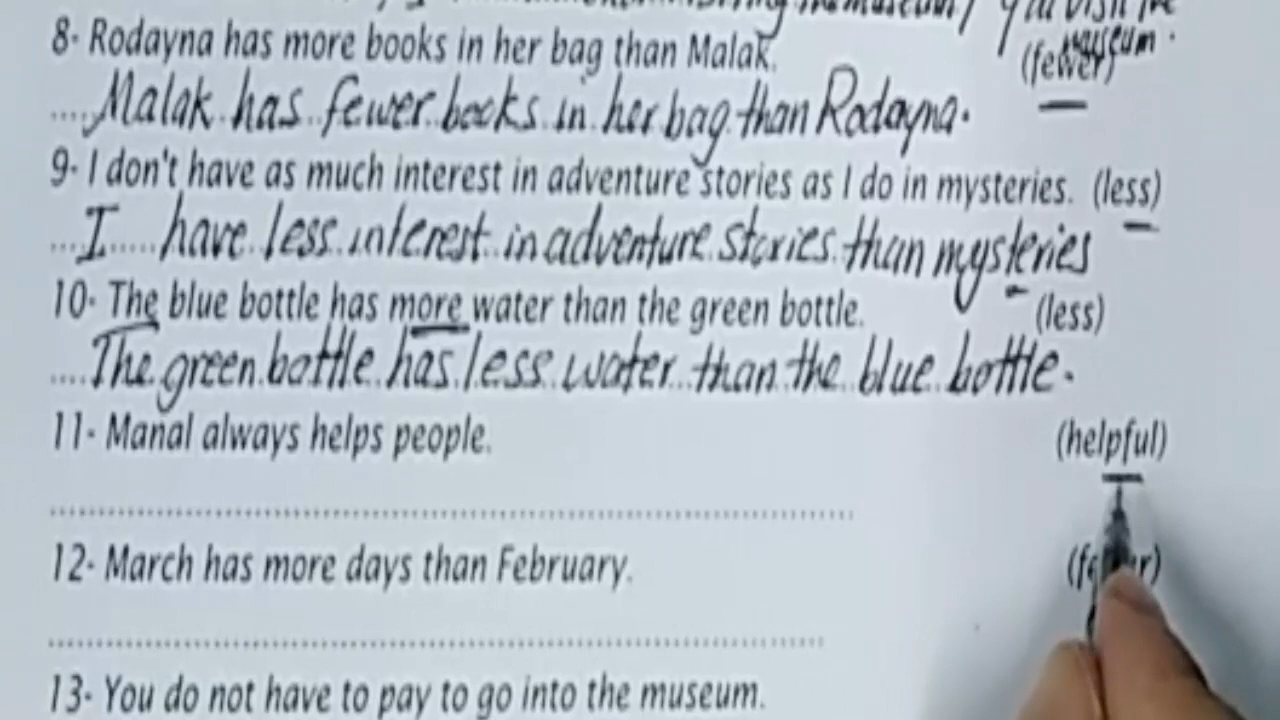 you visit the
museum.
8- Rodayna has more books in her bag than Malak. (fewer)
....Malak has fewer books in her bag than Rodayna.
9- I don't have as much interest in adventure stories as I do in mysteries. (less)
....I have less interest in adventure stories than mysteries
10- The blue bottle has more water than the green bottle. (less)
....The green bottle has less water than the blue bottle.
11- Manal always helps people. (helpful)
12- March has more days than February.
13- You do not have to pay to go into the museum.